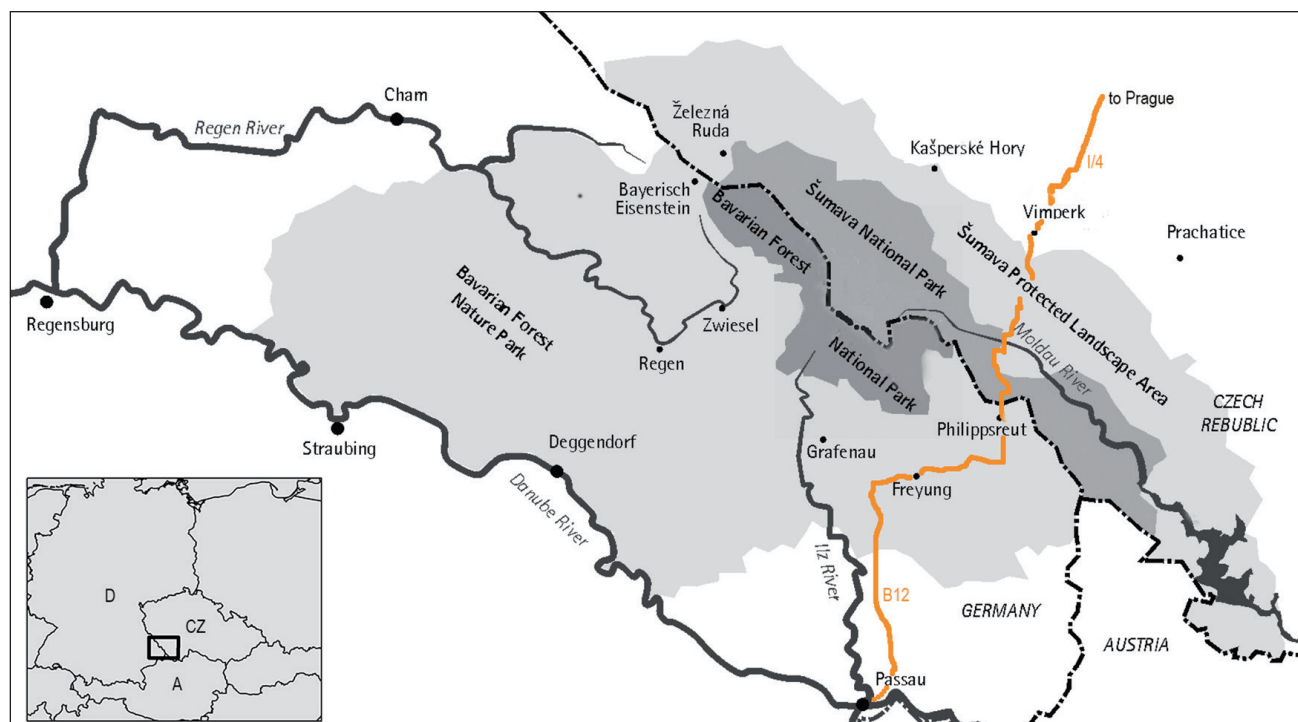 to Prague
Cham
Železná
Ruda
Regen River
I/4
Kašperské Hory
Bayerisch
Eisenstein
Šumava National Park
Bavarian Forest
Vimperk
Šumava Protected Landscape Area
Prachatice
Bavarian Forest
Nature Park
Regensburg
Zwiesel
Moldau River
Regen
National Park
CZECH
REBUBLIC
Straubing
Deggendorf
Philippsreut
Grafenau
Freyung
Danube River
Ilz River
B12
GERMANY
AUSTRIA
D
CZ
A
Passau